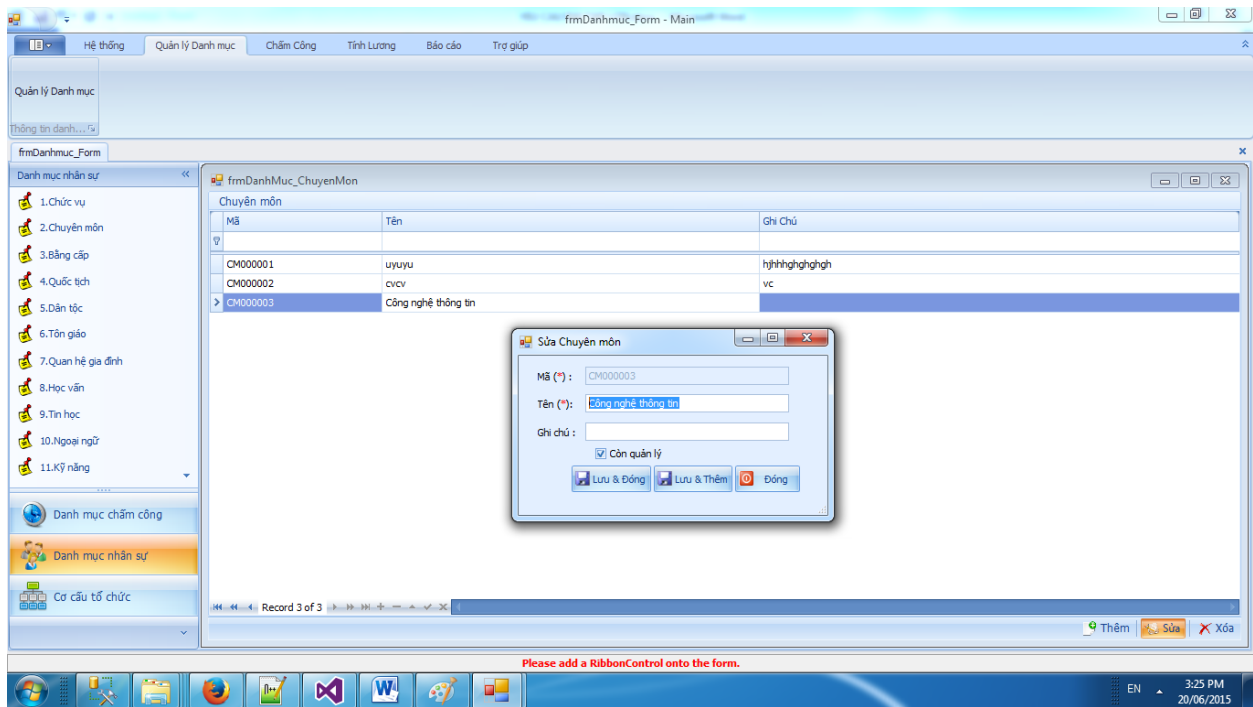 frmDanhmuc_Form - Main
Hệ thống Quản lý Danh mục Chấm Công Tính Lương Báo cáo Trợ giúp
Quản lý Danh mục
Thông tin danh...
frmDanhmuc_Form
Danh mục nhân sự
1.Chức vụ
2.Chuyên môn
3.Bằng cấp
4.Quốc tịch
5.Dân tộc
6.Tôn giáo
7.Quan hệ gia đình
8.Học vấn
9.Tin học
10.Ngoại ngữ
11.Kỹ năng
Danh mục chấm công
Danh mục nhân sự
Cơ cấu tổ chức
frmDanhMuc_ChuyenMon
Chuyên môn
Mã Tên Ghi Chú
CM000001 uyuyu hjhhhghghghgh
CM000002 cvcv vc
CM000003 Công nghệ thông tin
Sửa Chuyên môn
Mã (*) : CM000003
Tên (*): Công nghệ thông tin
Ghi chú :
Còn quản lý
Lưu & Đóng Lưu & Thêm Đóng
Record 3 of 3
Thêm Sửa Xóa
Please add a RibbonControl onto the form.
EN 3:25 PM
20/06/2015